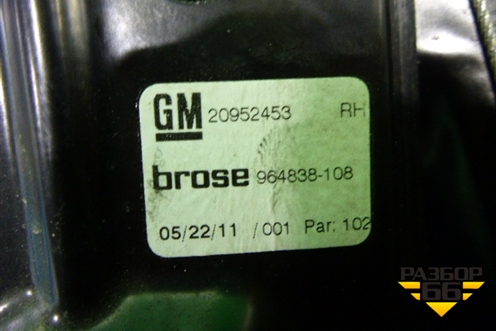 GM 20952453 RH
brose 964838-108
05/22/11 /001 Par: 102
РАЗБОР
66